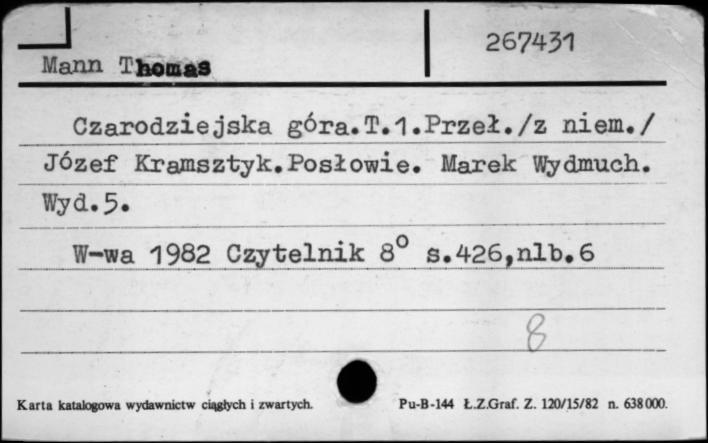 267431
Mann Thomas
Czarodziejska góra.T.1.Przeł./z niem./
Józef Kramsztyk.Posłowie. Marek Wydmuch.
Wyd.5.
W-wa 1982 Czytelnik 8° s.426,nlb.6
8
Karta katalogowa wydawnictw ciągłych i zwartych. Pu-B-144 Ł.Z.Graf. Z. 120/15/82 n. 638000.